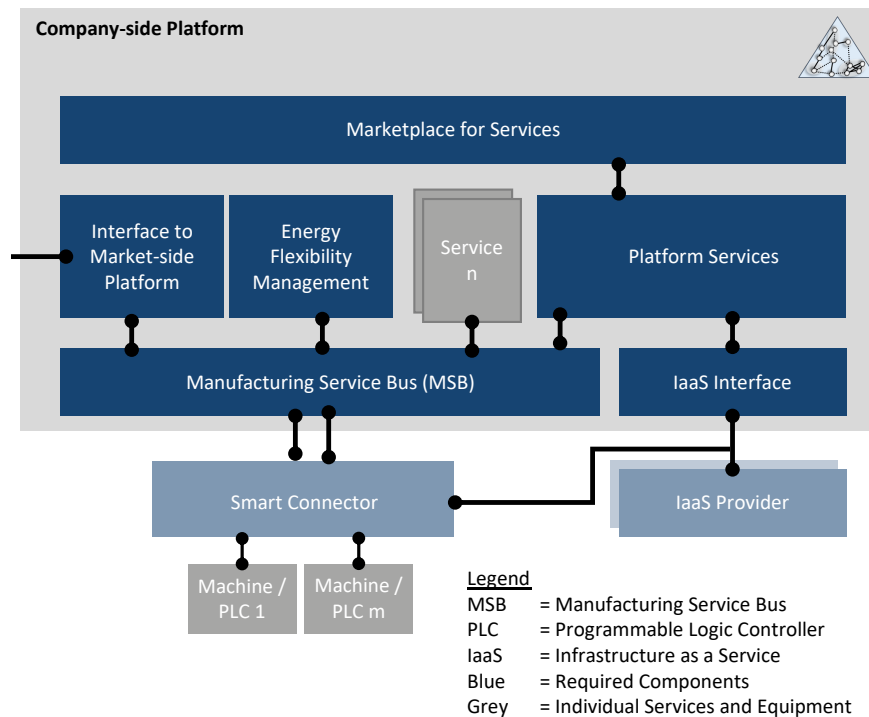 Company-side Platform
Marketplace for Services
Interface to
Market-side
Platform
Energy
Flexibility
Management
Service
n
Platform Services
Manufacturing Service Bus (MSB)
IaaS Interface
Smart Connector
IaaS Provider
Machine /
PLC 1
Machine /
PLC m
Legend
MSB = Manufacturing Service Bus
PLC = Programmable Logic Controller
IaaS = Infrastructure as a Service
Blue = Required Components
Grey = Individual Services and Equipment